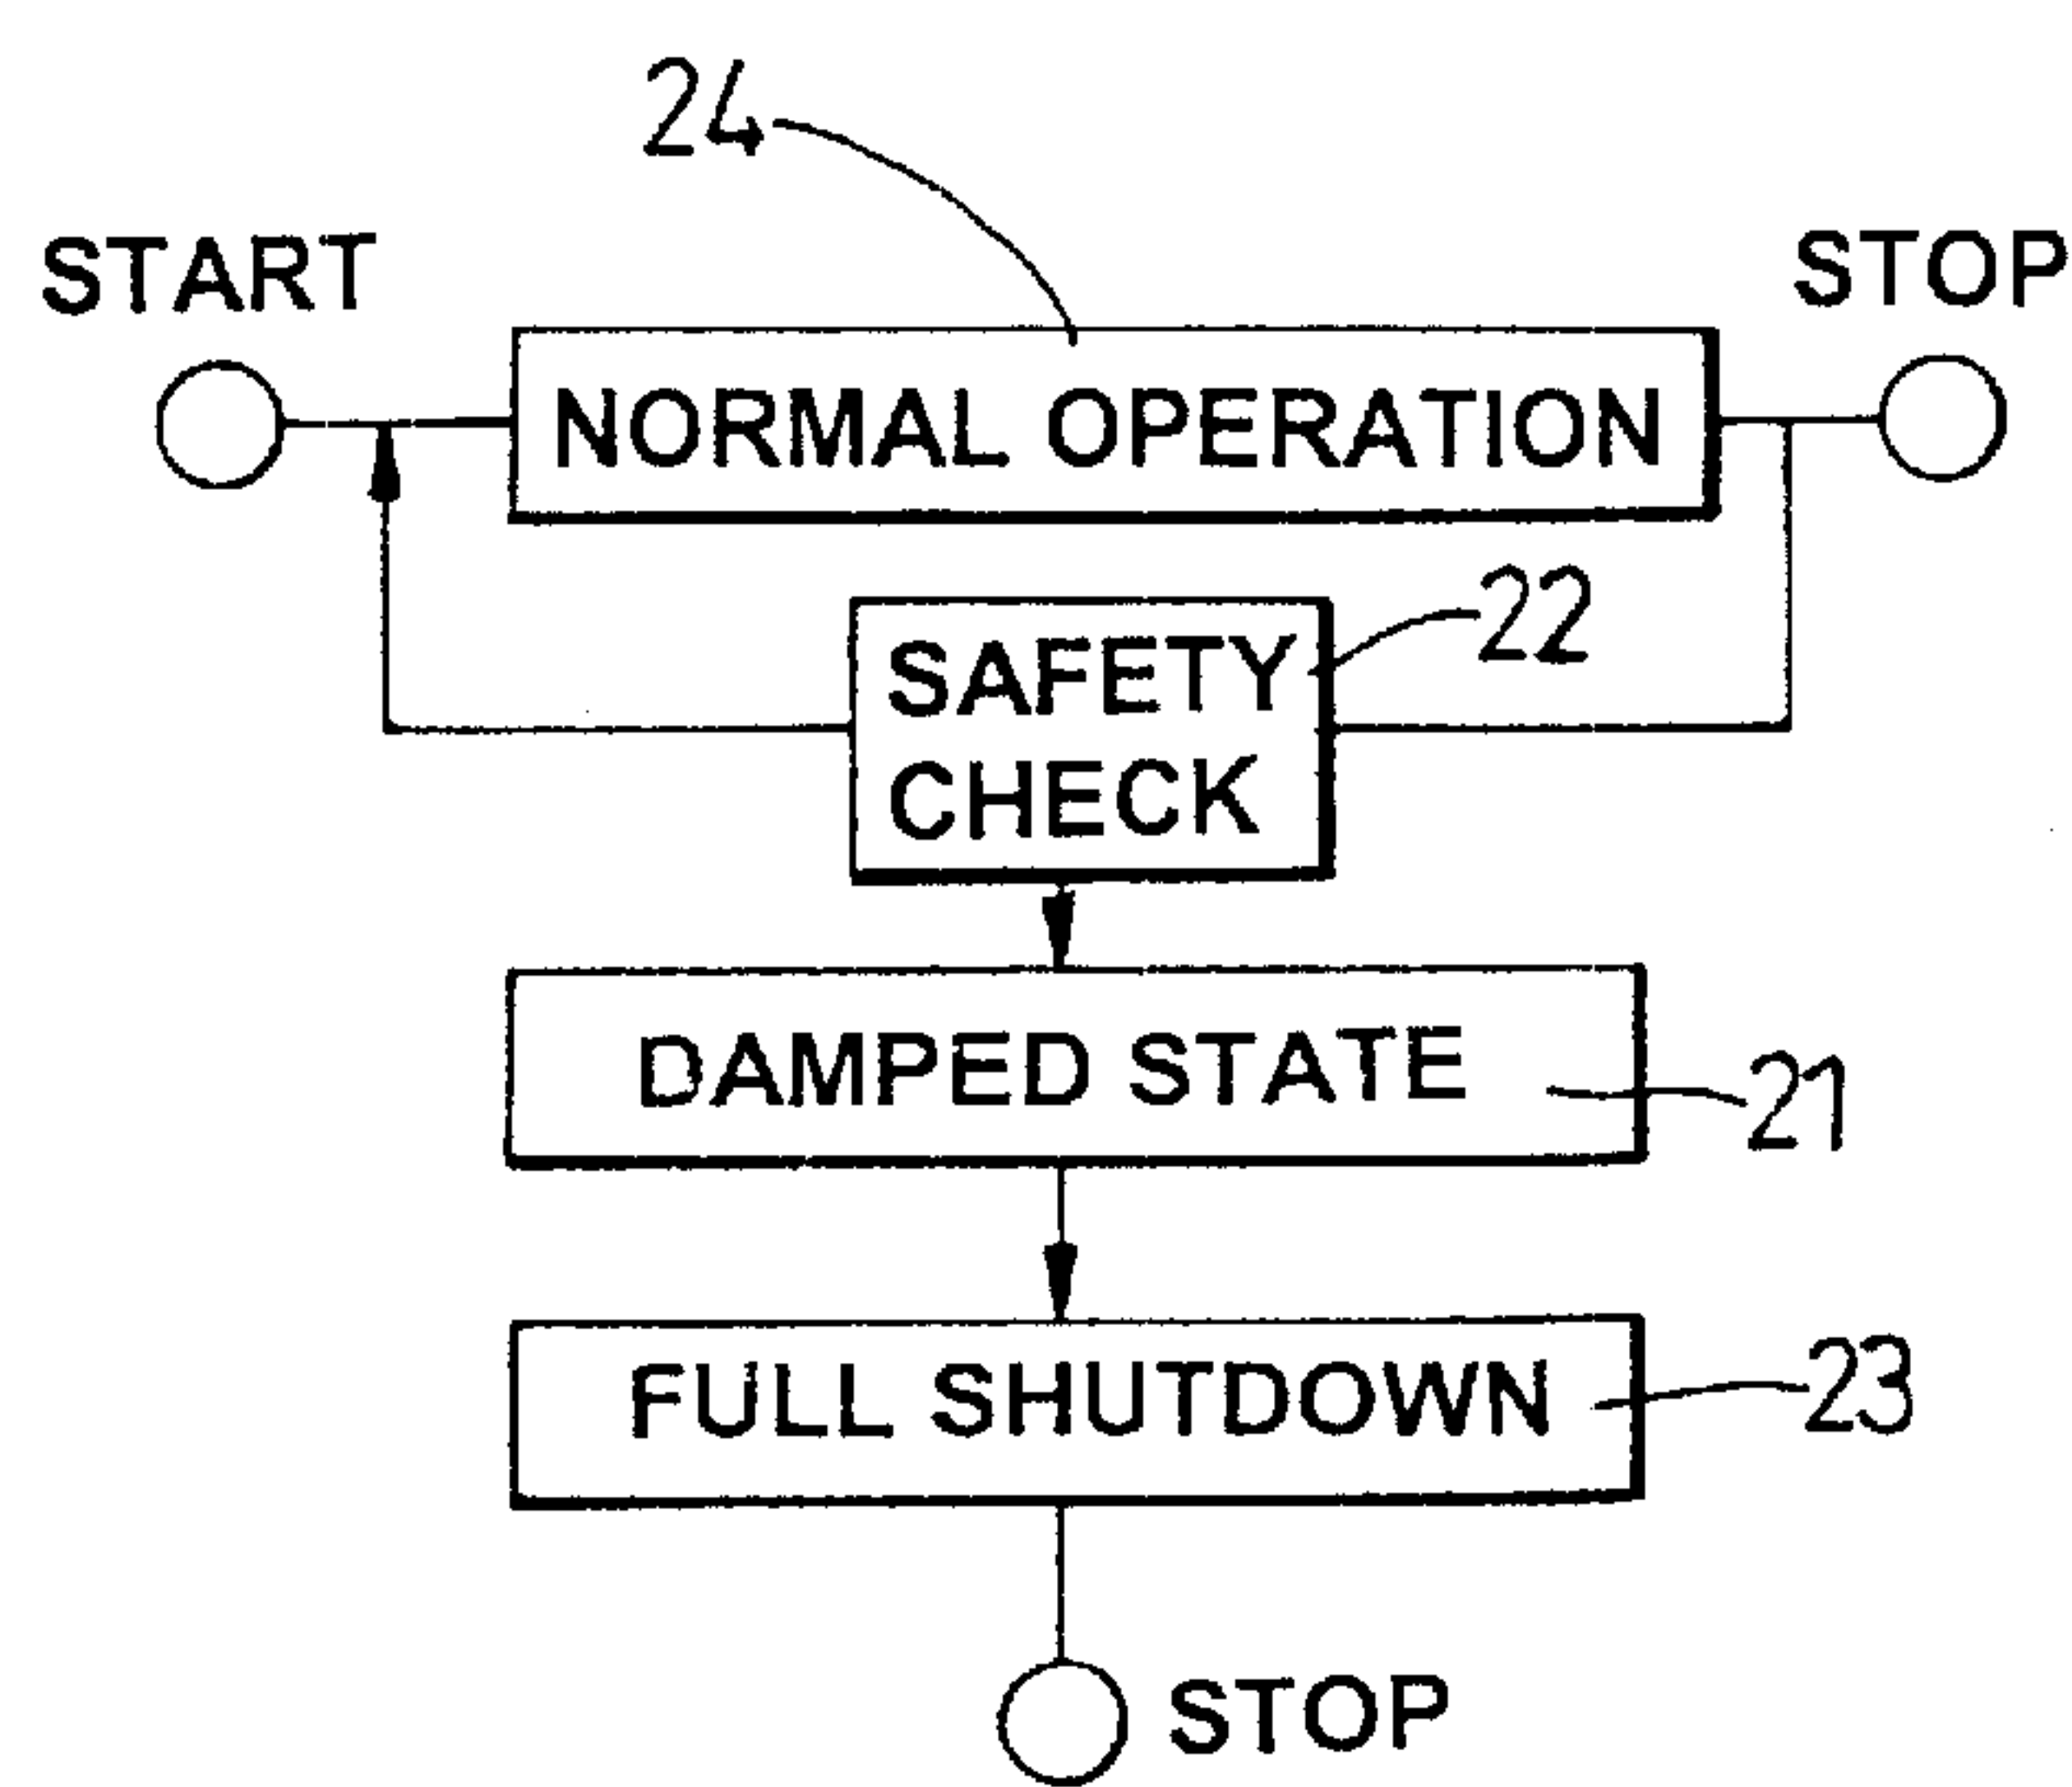 24
START
STOP
NORMAL OPERATION
22
SAFETY
CHECK
DAMPED STATE
21
FULL SHUTDOWN
23
STOP